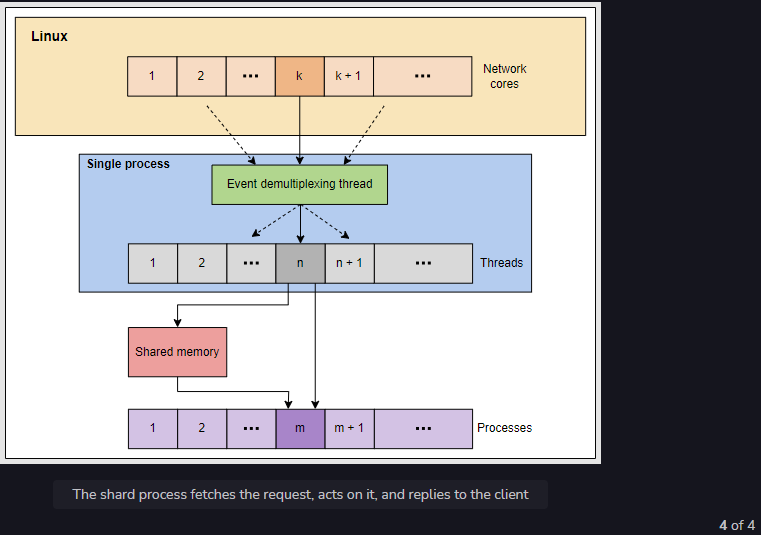 Linux
1 2 ... k k + 1 ...
Network
cores
Single process
Event demultiplexing thread
1 2 ... n n + 1 ...
Threads
Shared memory
1 2 ... m m + 1 ...
Processes
The shard process fetches the request, acts on it, and replies to the client
4 of 4